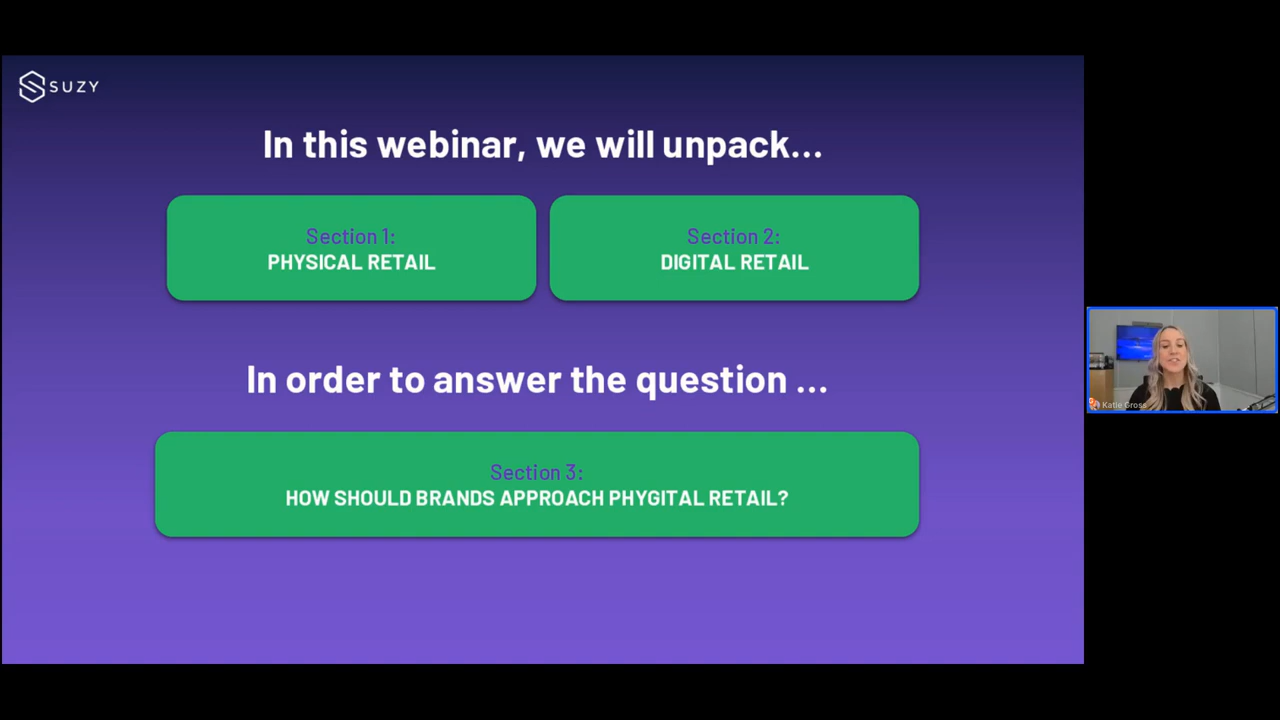 SUZY
In this webinar, we will unpack...
Section 1:
PHYSICAL RETAIL
Section 2:
DIGITAL RETAIL
In order to answer the question ...
Section 3:
HOW SHOULD BRANDS APPROACH PHYGITAL RETAIL?
Katie Gross